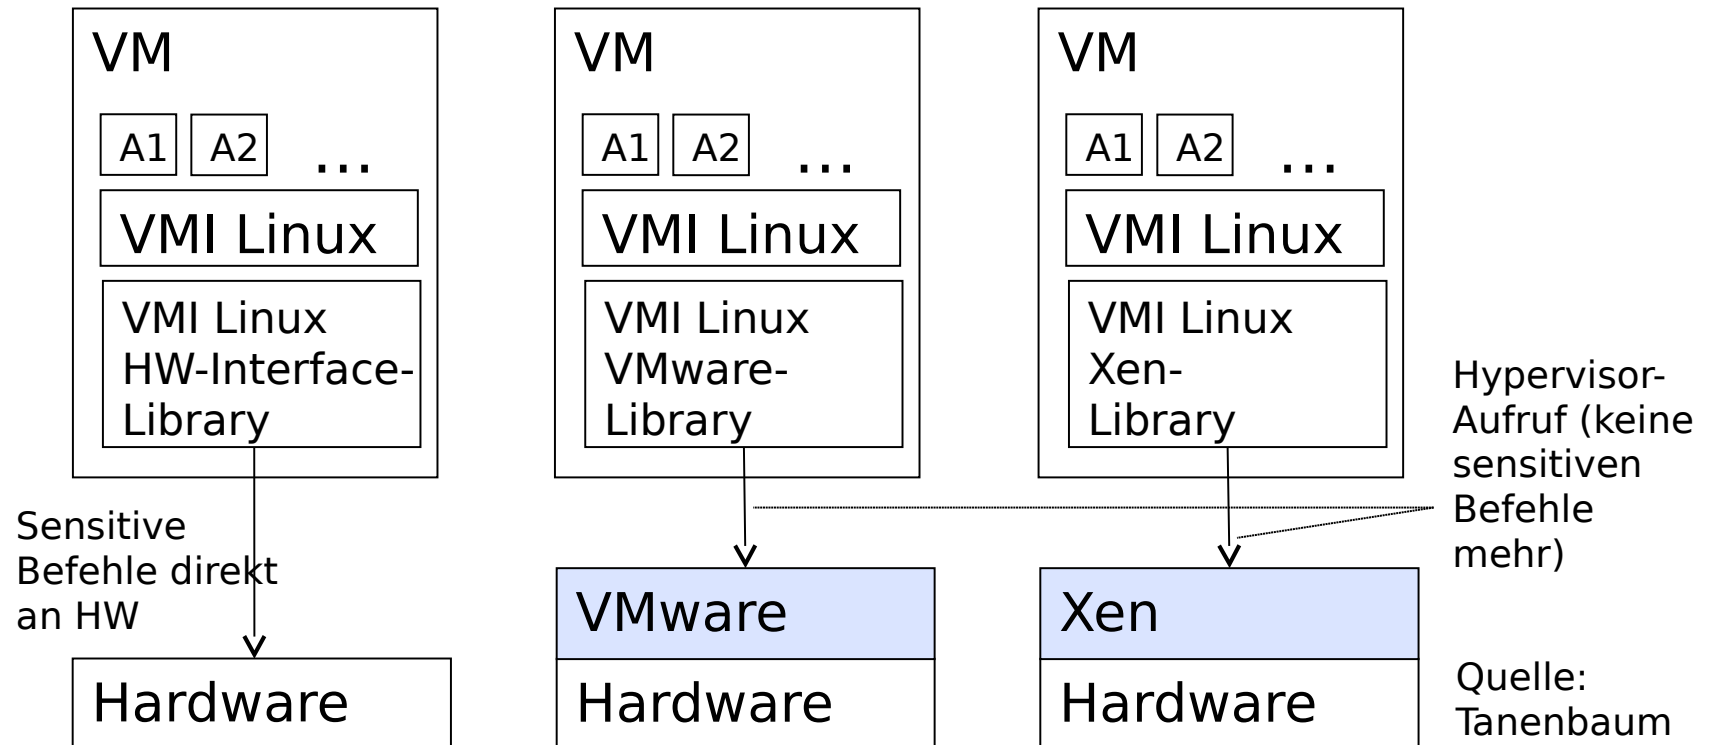 VM
A1 A2 ...
VMI Linux
VMI Linux
HW-Interface-
Library
Sensitive
Befehle direkt
an HW
Hardware
VM
A1 A2 ...
VMI Linux
VMI Linux
VMware-
Library
VMware
Hardware
VM
A1 A2 ...
VMI Linux
VMI Linux
Xen-
Library
Xen
Hardware
Hypervisor-
Aufruf (keine
sensitiven
Befehle
mehr)
Quelle:
Tanenbaum